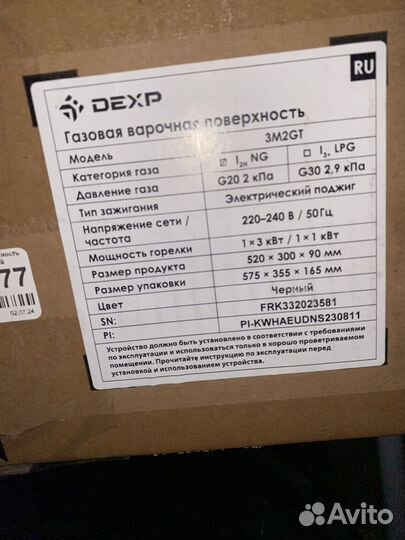 DEXP
RU
Газовая варочная поверхность
Модель 3M2GT
Категория газа ☑ I2H NG ☐ I3+ LPG
Давление газа G20 2 кПа G30 2,9 кПа
Тип зажигания Электрический поджиг
Напряжение сети / частота 220–240 В / 50Гц
Мощность горелки 1 × 3 кВт / 1 × 1 кВт
Размер продукта 520 × 300 × 90 мм
Размер упаковки 575 × 355 × 165 мм
Цвет Черный
SN: FRK332023581
PI: PI-KWHAEUDNS230811
Устройство должно быть установлено в соответствии с требованиями
по эксплуатации и использоваться только в хорошо проветриваемом
помещении. Прочитайте инструкцию по эксплуатации перед
установкой и эксплуатацией этого устройства.
ность
й
77
02.07.24
Avito